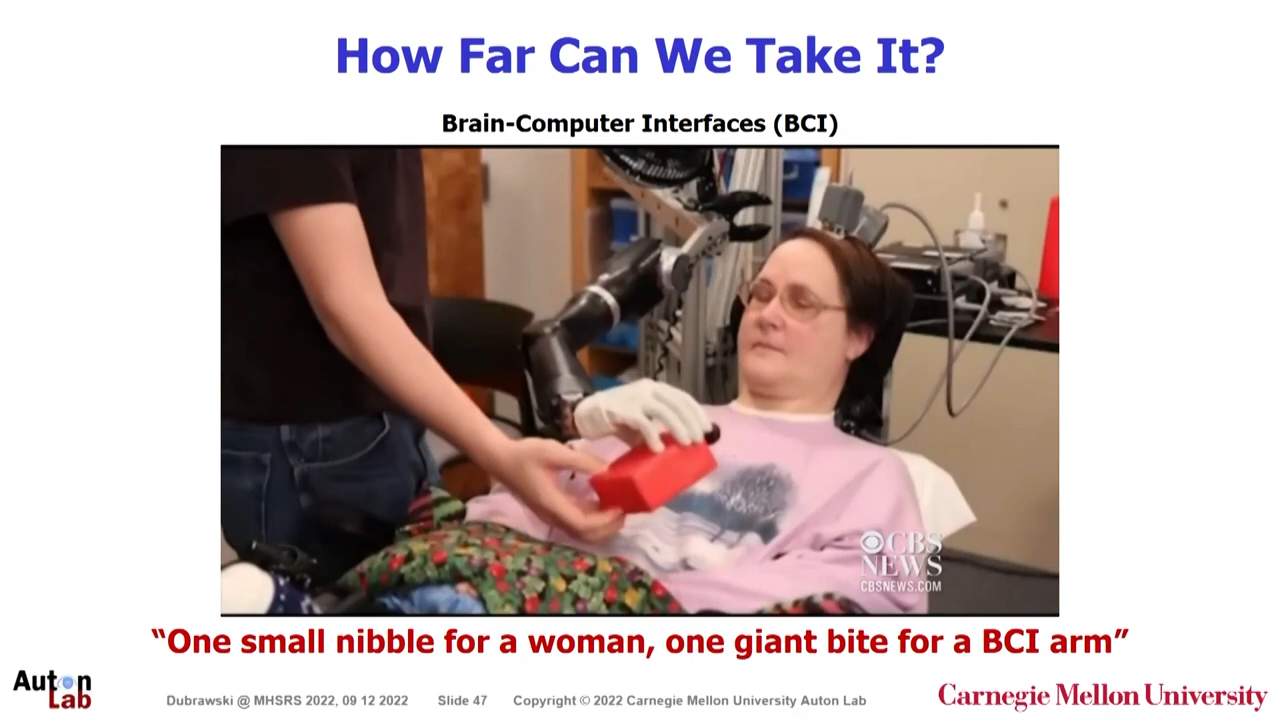 How Far Can We Take It?
Brain-Computer Interfaces (BCI)
CBS
NEWS
CBSNEWS.COM
“One small nibble for a woman, one giant bite for a BCI arm”
Auton
Lab
Dubrawski @ MHSRS 2022, 09 12 2022 Slide 47 Copyright © 2022 Carnegie Mellon University Auton Lab
Carnegie Mellon University